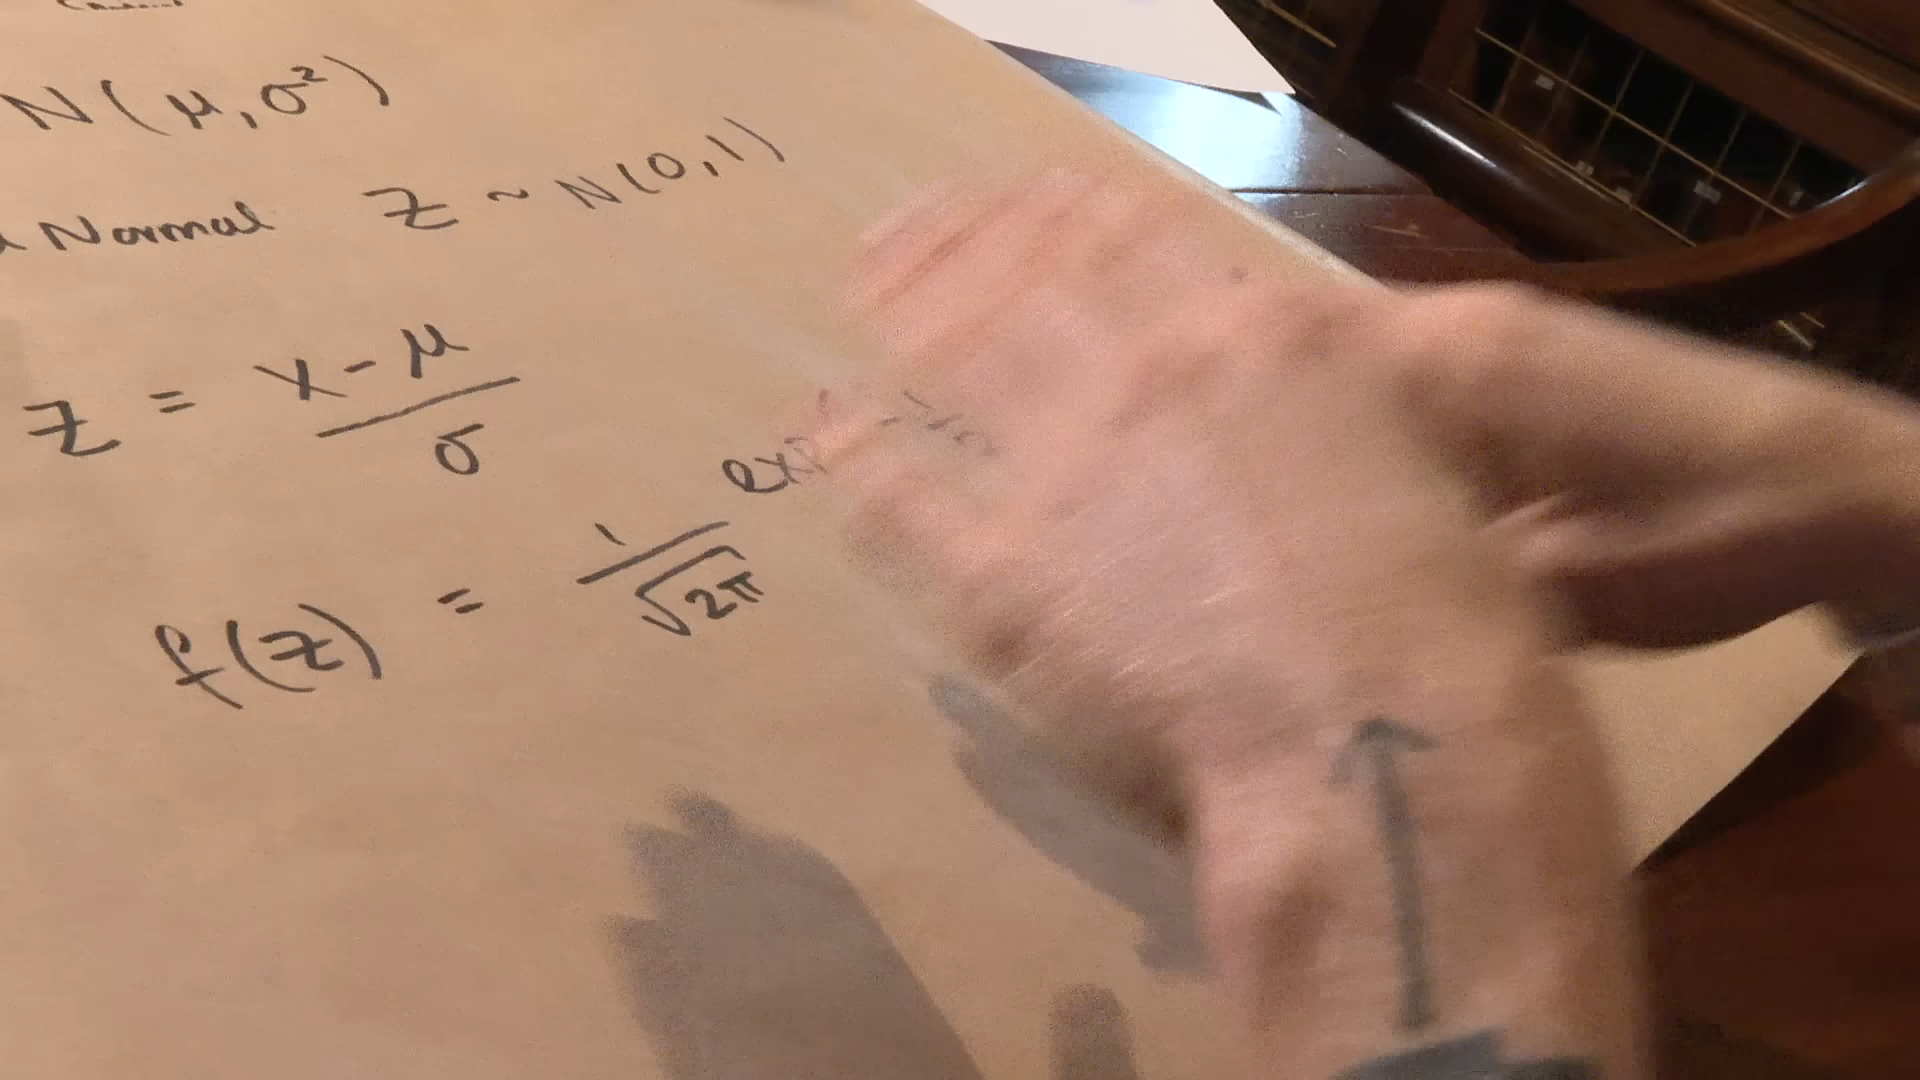 N(μ, σ²)
Normal Z ~ N(0,1)
Z = (x - μ) / σ
f(z) = 1/√2π exp